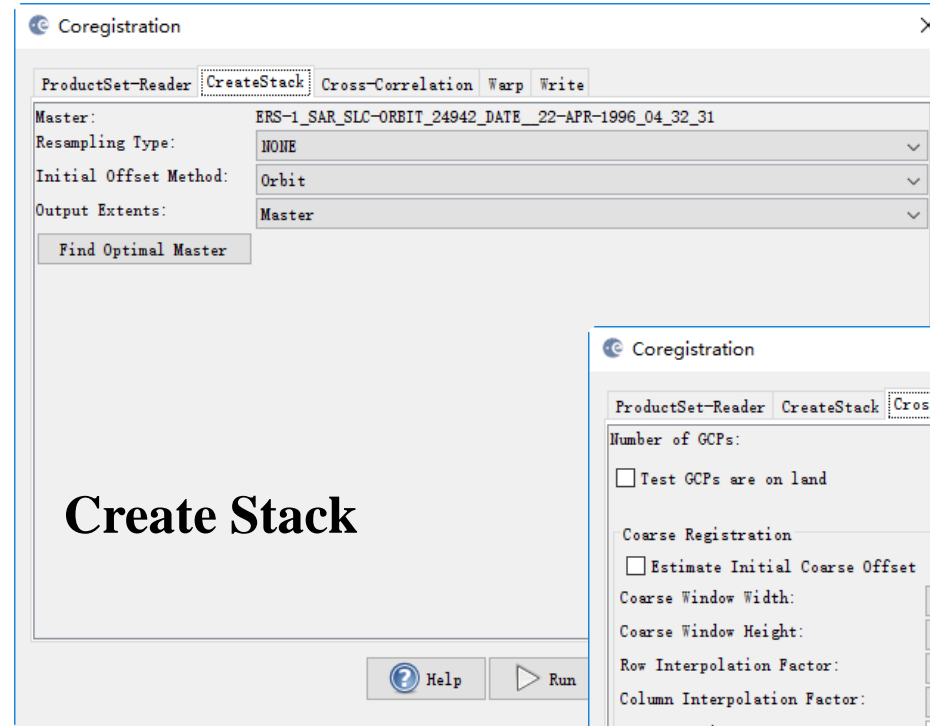 Coregistration
ProductSet-Reader CreateStack Cross-Correlation Warp Write
Master: ERS-1_SAR_SLC-ORBIT_24942_DATE__22-APR-1996_04_32_31
Resampling Type: NONE
Initial Offset Method: Orbit
Output Extents: Master
Find Optimal Master
Create Stack
Help Run
Coregistration
ProductSet-Reader CreateStack Cros
Number of GCPs:
Test GCPs are on land
Coarse Registration
Estimate Initial Coarse Offset
Coarse Window Width:
Coarse Window Height:
Row Interpolation Factor:
Column Interpolation Factor: